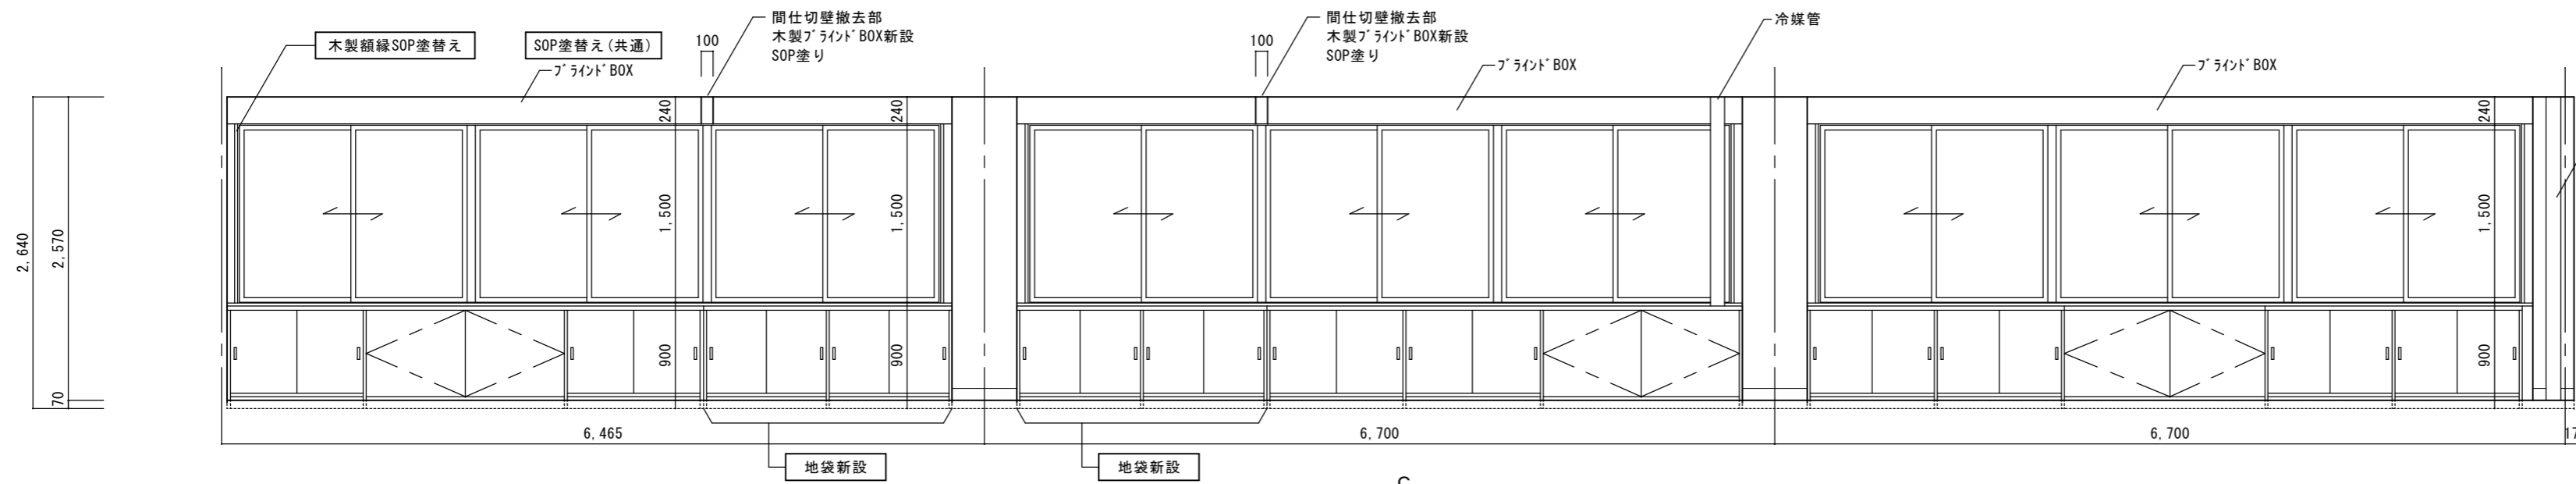 間仕切壁撤去部
木製ﾌﾞﾗｲﾝﾄﾞBOX新設
SOP塗り
間仕切壁撤去部
木製ﾌﾞﾗｲﾝﾄﾞBOX新設
SOP塗り
冷媒管
木製額縁SOP塗替え
SOP塗替え(共通)
100
100
ﾌﾞﾗｲﾝﾄﾞBOX
ﾌﾞﾗｲﾝﾄﾞBOX
ﾌﾞﾗｲﾝﾄﾞBOX
240
240
240
1,500
1,500
1,500
2,640
2,570
900
900
900
70
6,465
6,700
6,700
17
地袋新設
地袋新設